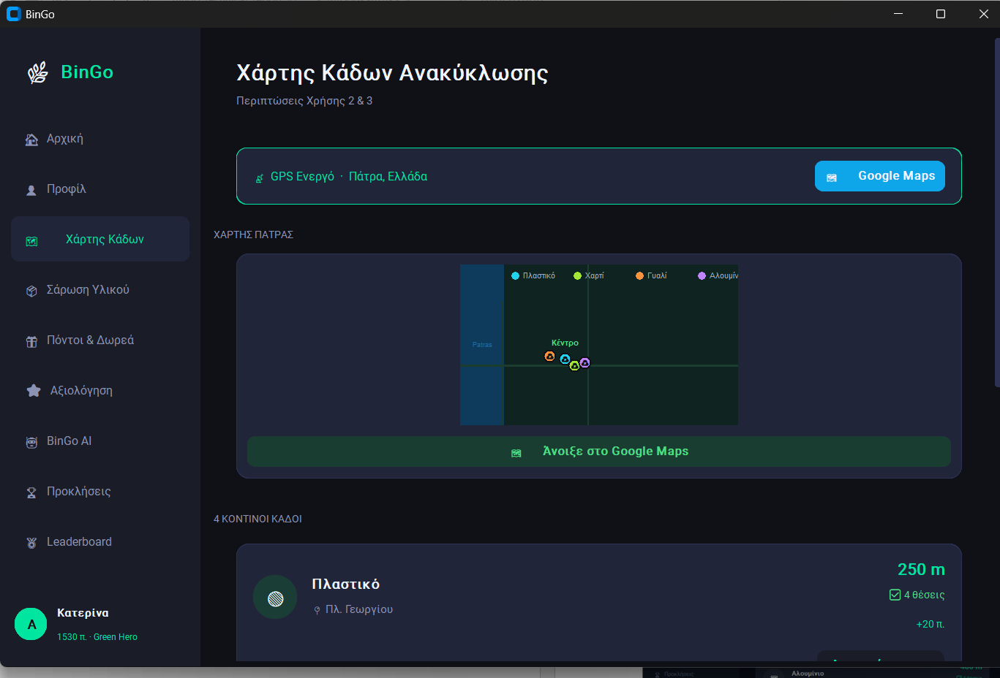 BinGo
BinGo
Αρχική
Προφίλ
Χάρτης Κάδων
Σάρωση Υλικού
Πόντοι & Δωρεά
Αξιολόγηση
BinGo AI
Προκλήσεις
Leaderboard
A
Κατερίνα
1530 π. · Green Hero
Χάρτης Κάδων Ανακύκλωσης
Περιπτώσεις Χρήσης 2 & 3
GPS Ενεργό · Πάτρα, Ελλάδα
Google Maps
ΧΑΡΤΗΣ ΠΑΤΡΑΣ
Πλαστικό Χαρτί Γυαλί Αλουμίν
Patras
Κέντρο
Άνοιξε στο Google Maps
4 ΚΟΝΤΙΝΟΙ ΚΑΔΟΙ
Πλαστικό
Πλ. Γεωργίου
250 m
4 θέσεις
+20 π.
Προκλήσεις
Αλουμίνιο